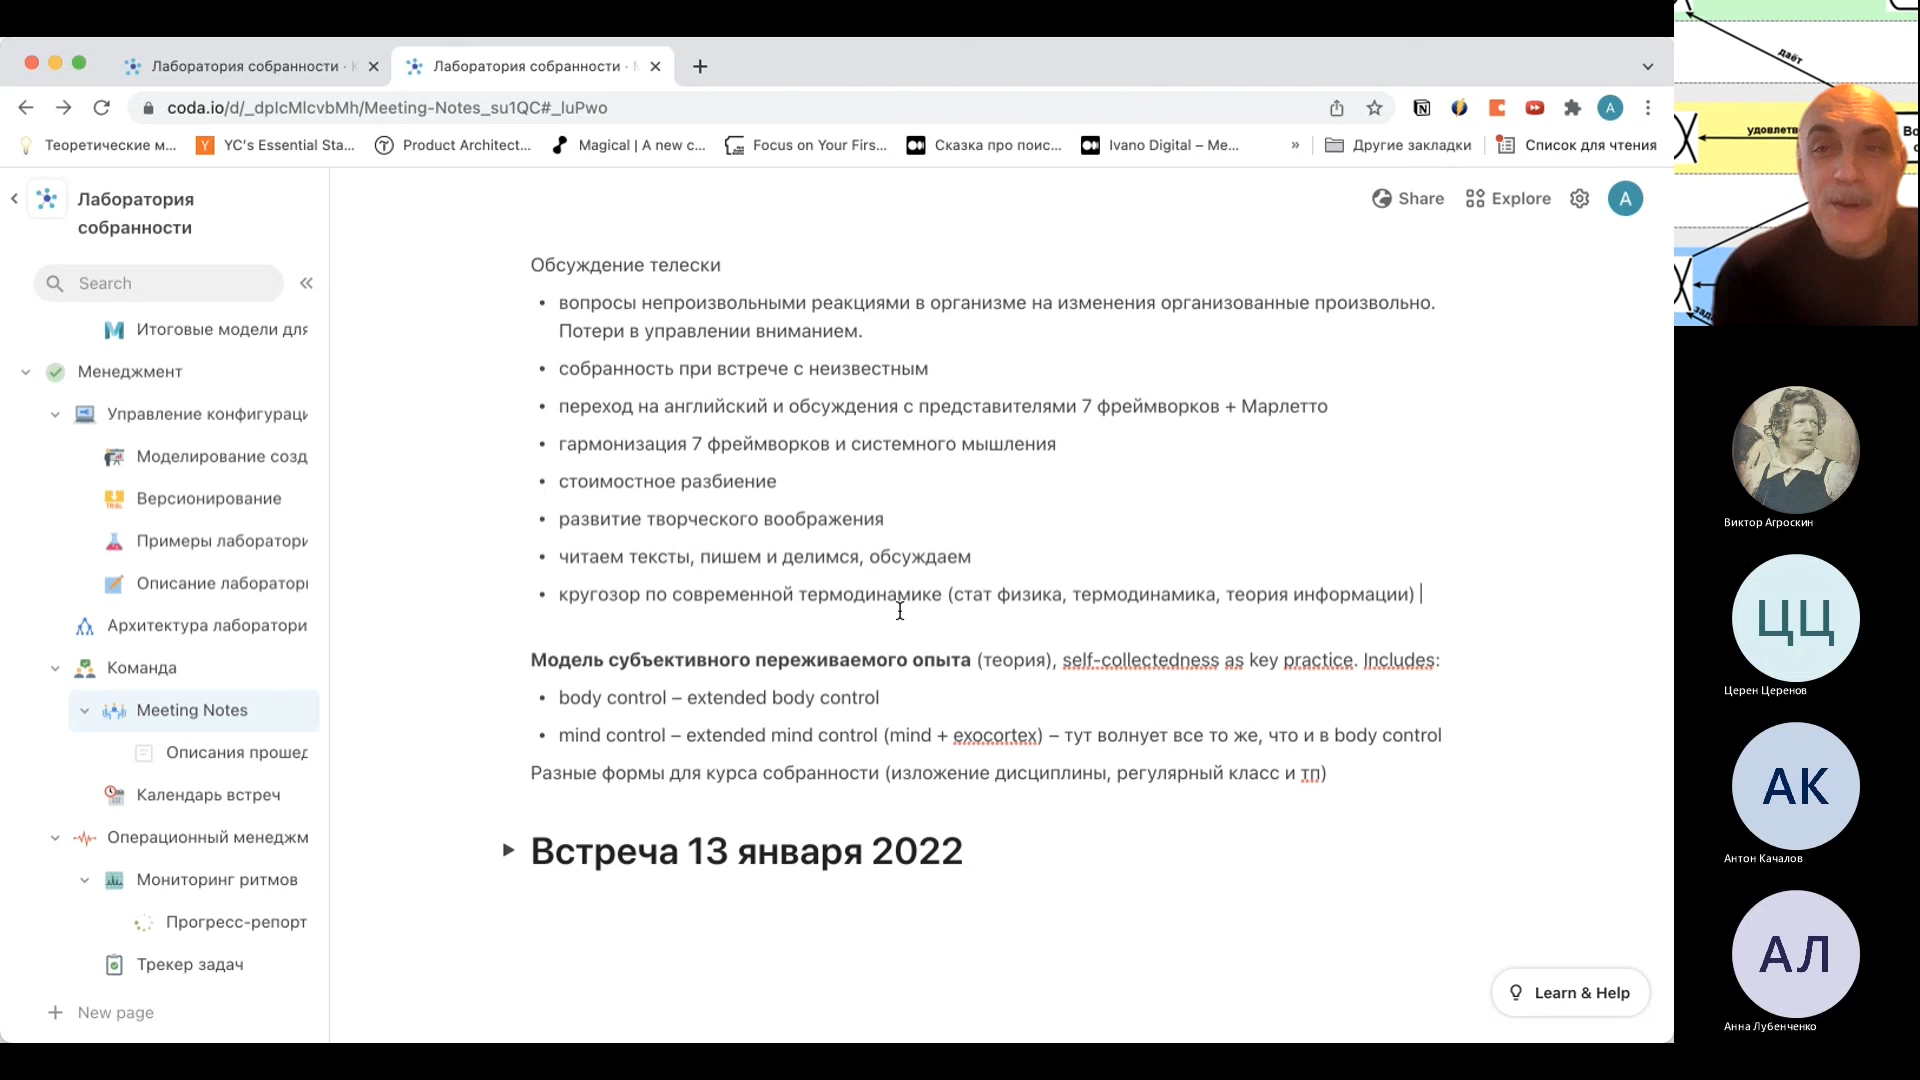 Лаборатория собранности ·
Лаборатория собранности ·
coda.io/d/_dplcMlcvbMh/Meeting-Notes_su1QC#_luPwo
A
Теоретические м...
YC's Essential Sta...
Product Architect...
Magical | A new c...
Focus on Your Firs...
Сказка про поис...
Ivano Digital – Me...
»
Другие закладки
Список для чтения
Лаборатория
собранности
Search
Итоговые модели для
Менеджмент
Управление конфигураци
Моделирование созд
Версионирование
Примеры лаборатори
Описание лаборатор
Архитектура лаборатори
Команда
Meeting Notes
Описания прошед
Календарь встреч
Операционный менеджм
Мониторинг ритмов
Прогресс-репорт
Трекер задач
New page
Share
Explore
A
Обсуждение телески
• вопросы непроизвольными реакциями в организме на изменения организованные произвольно.
Потери в управлении вниманием.
• собранность при встрече с неизвестным
• переход на английский и обсуждения с представителями 7 фреймворков + Марлетто
• гармонизация 7 фреймворков и системного мышления
• стоимостное разбиение
• развитие творческого воображения
• читаем тексты, пишем и делимся, обсуждаем
• кругозор по современной термодинамике (стат физика, термодинамика, теория информации)
Модель субъективного переживаемого опыта (теория), self-collectedness as key practice. Includes:
• body control – extended body control
• mind control – extended mind control (mind + exocortex) – тут волнует все то же, что и в body control
Разные формы для курса собранности (изложение дисциплины, регулярный класс и тп)
Встреча 13 января 2022
Learn & Help
даёт
удовлетв
Во
Виктор Агроскин
ЦЦ
Церен Церенов
АК
Антон Качалов
АЛ
Анна Лубенченко